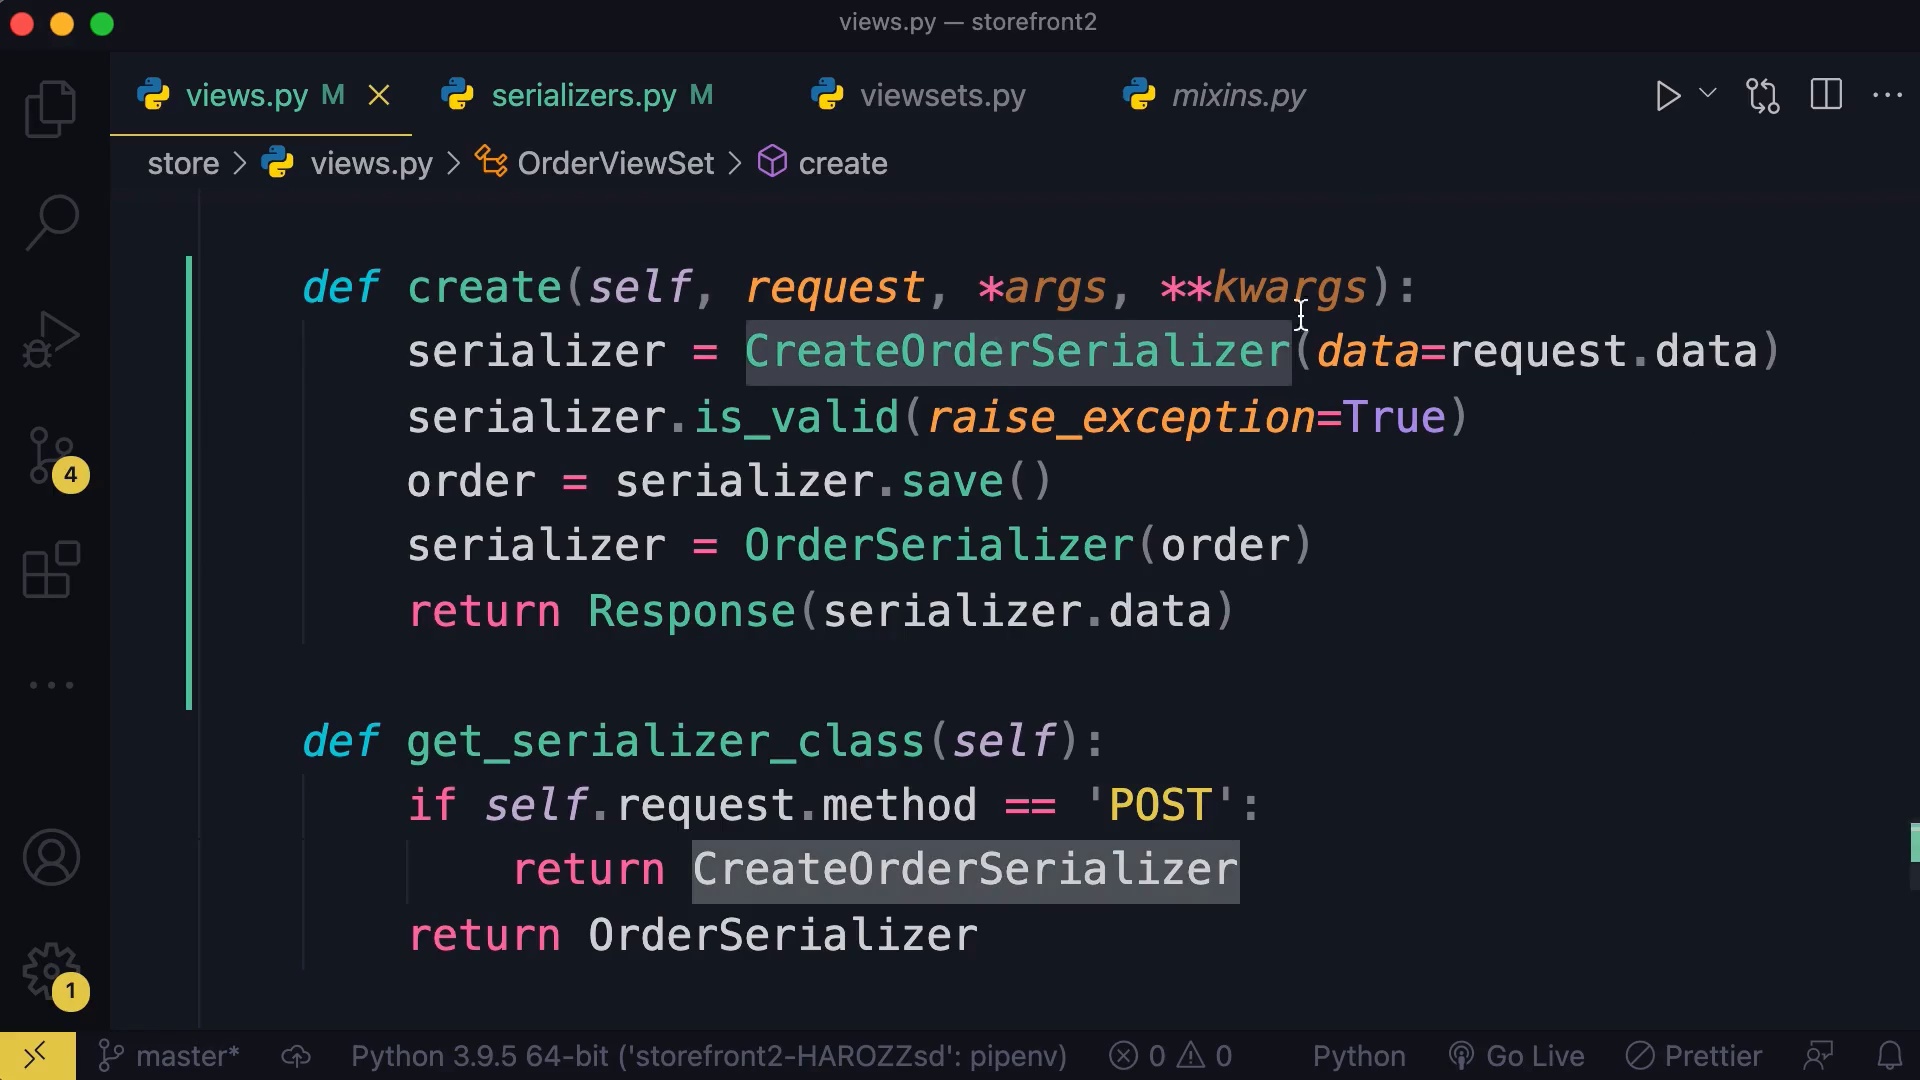 views.py — storefront2
views.py M serializers.py M viewsets.py mixins.py
store > views.py > OrderViewSet > create
def create(self, request, *args, **kwargs):
serializer = CreateOrderSerializer(data=request.data)
serializer.is_valid(raise_exception=True)
order = serializer.save()
serializer = OrderSerializer(order)
return Response(serializer.data)
def get_serializer_class(self):
if self.request.method == 'POST':
return CreateOrderSerializer
return OrderSerializer
4
1
master* Python 3.9.5 64-bit ('storefront2-HAROZZsd': pipenv) 0 0 Python Go Live Prettier